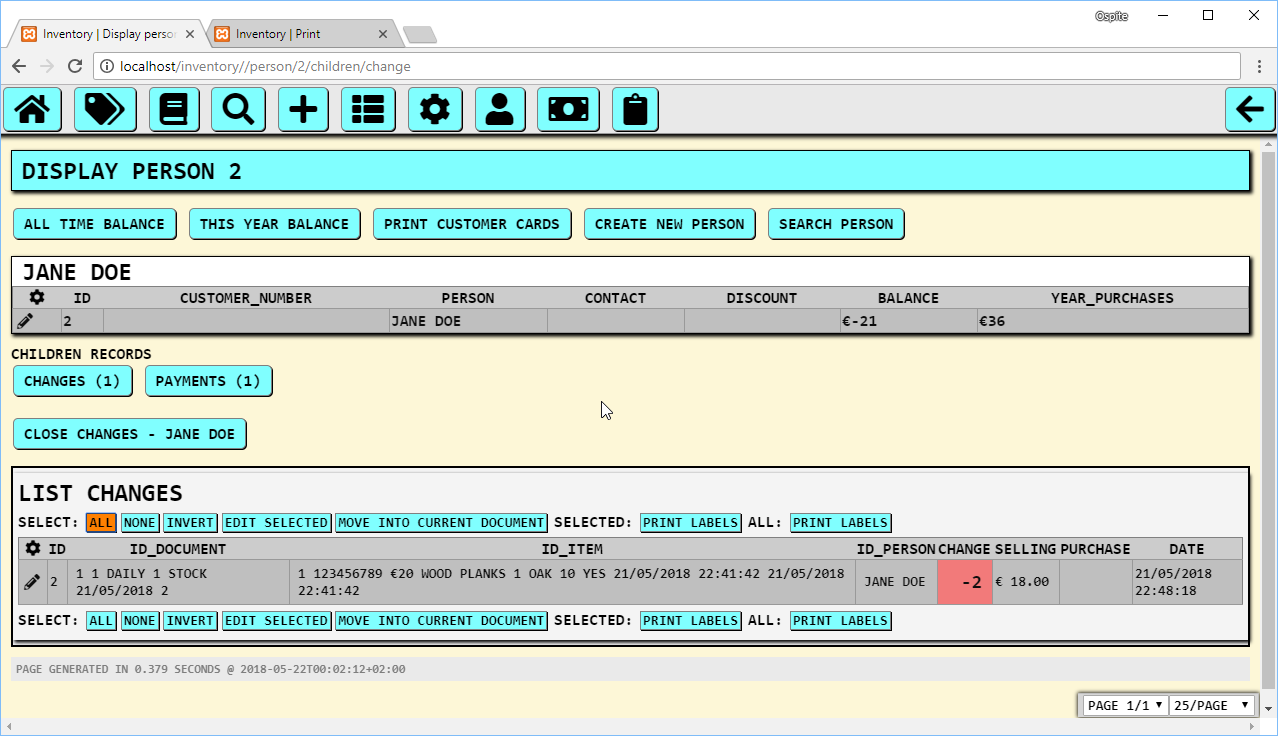 Ospite
Inventory | Display person
Inventory | Print
localhost/inventory//person/2/children/change
DISPLAY PERSON 2
ALL TIME BALANCE THIS YEAR BALANCE PRINT CUSTOMER CARDS CREATE NEW PERSON SEARCH PERSON
JANE DOE
ID CUSTOMER_NUMBER PERSON CONTACT DISCOUNT BALANCE YEAR_PURCHASES
2 JANE DOE €-21 €36
CHILDREN RECORDS
CHANGES (1) PAYMENTS (1)
CLOSE CHANGES - JANE DOE
LIST CHANGES
SELECT: ALL NONE INVERT EDIT SELECTED MOVE INTO CURRENT DOCUMENT SELECTED: PRINT LABELS ALL: PRINT LABELS
ID ID_DOCUMENT ID_ITEM ID_PERSON CHANGE SELLING PURCHASE DATE
2 1 1 DAILY 1 STOCK 21/05/2018 2 1 123456789 €20 WOOD PLANKS 1 OAK 10 YES 21/05/2018 22:41:42 21/05/2018 22:41:42 JANE DOE -2 € 18.00 21/05/2018 22:48:18
SELECT: ALL NONE INVERT EDIT SELECTED MOVE INTO CURRENT DOCUMENT SELECTED: PRINT LABELS ALL: PRINT LABELS
PAGE GENERATED IN 0.379 SECONDS @ 2018-05-22T00:02:12+02:00
PAGE 1/1 25/PAGE